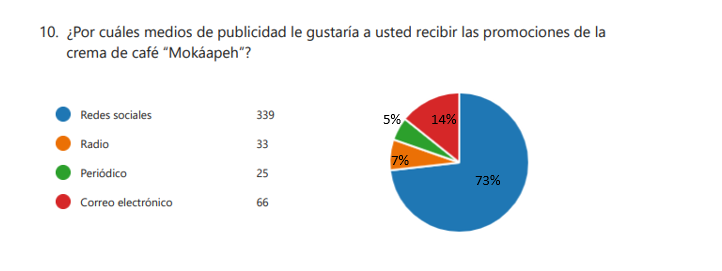 10. ¿Por cuáles medios de publicidad le gustaría a usted recibir las promociones de la
crema de café “Mokáapeh”?
Redes sociales 339
Radio 33
Periódico 25
Correo electrónico 66
5%
14%
7%
73%